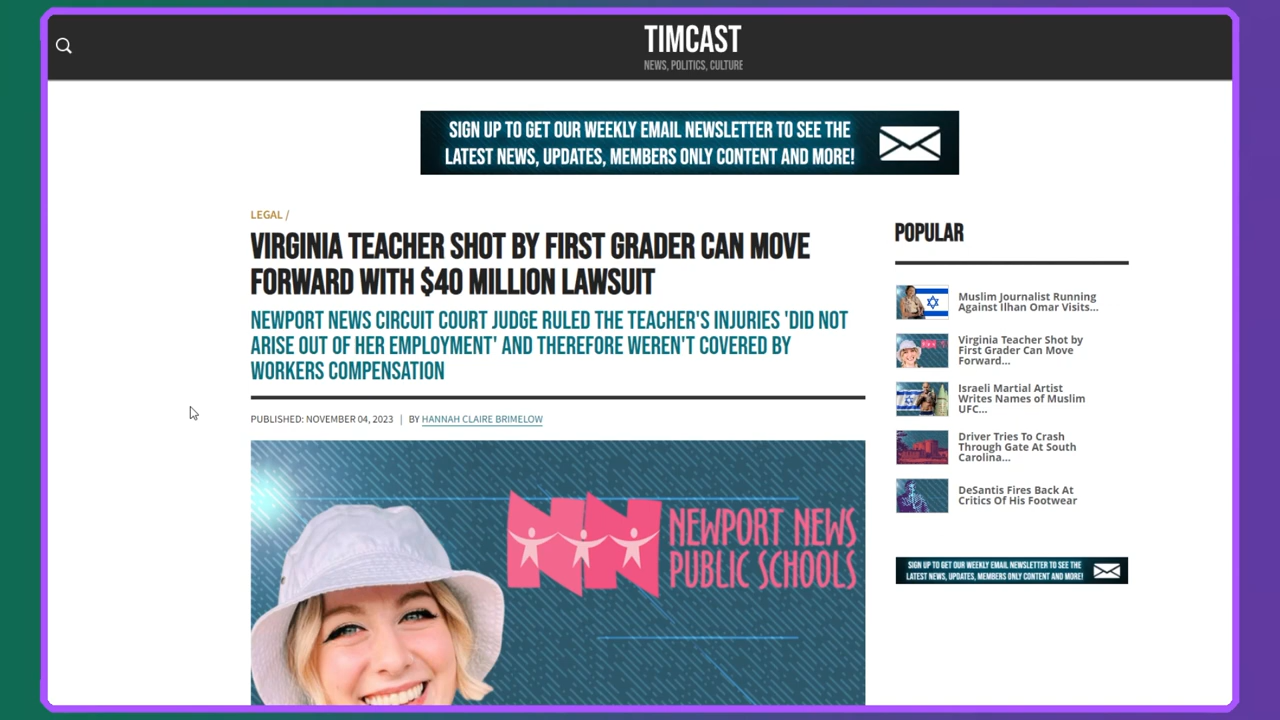 TIMCAST
NEWS, POLITICS, CULTURE
SIGN UP TO GET OUR WEEKLY EMAIL NEWSLETTER TO SEE THE
LATEST NEWS, UPDATES, MEMBERS ONLY CONTENT AND MORE!
LEGAL /
VIRGINIA TEACHER SHOT BY FIRST GRADER CAN MOVE
FORWARD WITH $40 MILLION LAWSUIT
NEWPORT NEWS CIRCUIT COURT JUDGE RULED THE TEACHER'S INJURIES 'DID NOT
ARISE OUT OF HER EMPLOYMENT' AND THEREFORE WEREN'T COVERED BY
WORKERS COMPENSATION
PUBLISHED: NOVEMBER 04, 2023 | BY HANNAH CLAIRE BRIMELOW
NN NEWPORT NEWS
PUBLIC SCHOOLS
POPULAR
Muslim Journalist Running
Against Ilhan Omar Visits...
Virginia Teacher Shot by
First Grader Can Move
Forward...
Israeli Martial Artist
Writes Names of Muslim
UFC...
Driver Tries To Crash
Through Gate At South
Carolina...
DeSantis Fires Back At
Critics Of His Footwear
SIGN UP TO GET OUR WEEKLY EMAIL NEWSLETTER TO SEE THE
LATEST NEWS, UPDATES, MEMBERS ONLY CONTENT AND MORE!